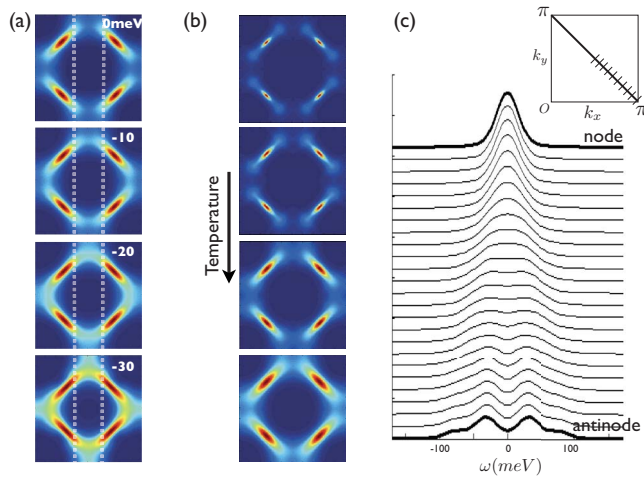 (a)
0meV
-10
-20
-30
(b)
Temperature
(c)
π
k_y
O
k_x
π
node
antinode
-100
0
100
ω(meV)